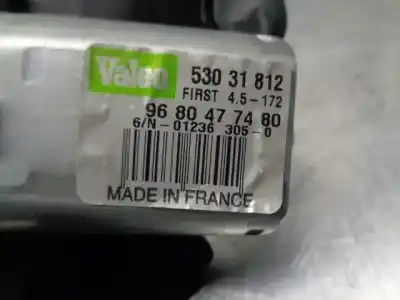 Valeo 530 31 812
FIRST 4.5-172
96 80 47 74 80
6/N-01236 305-0
MADE IN FRANCE